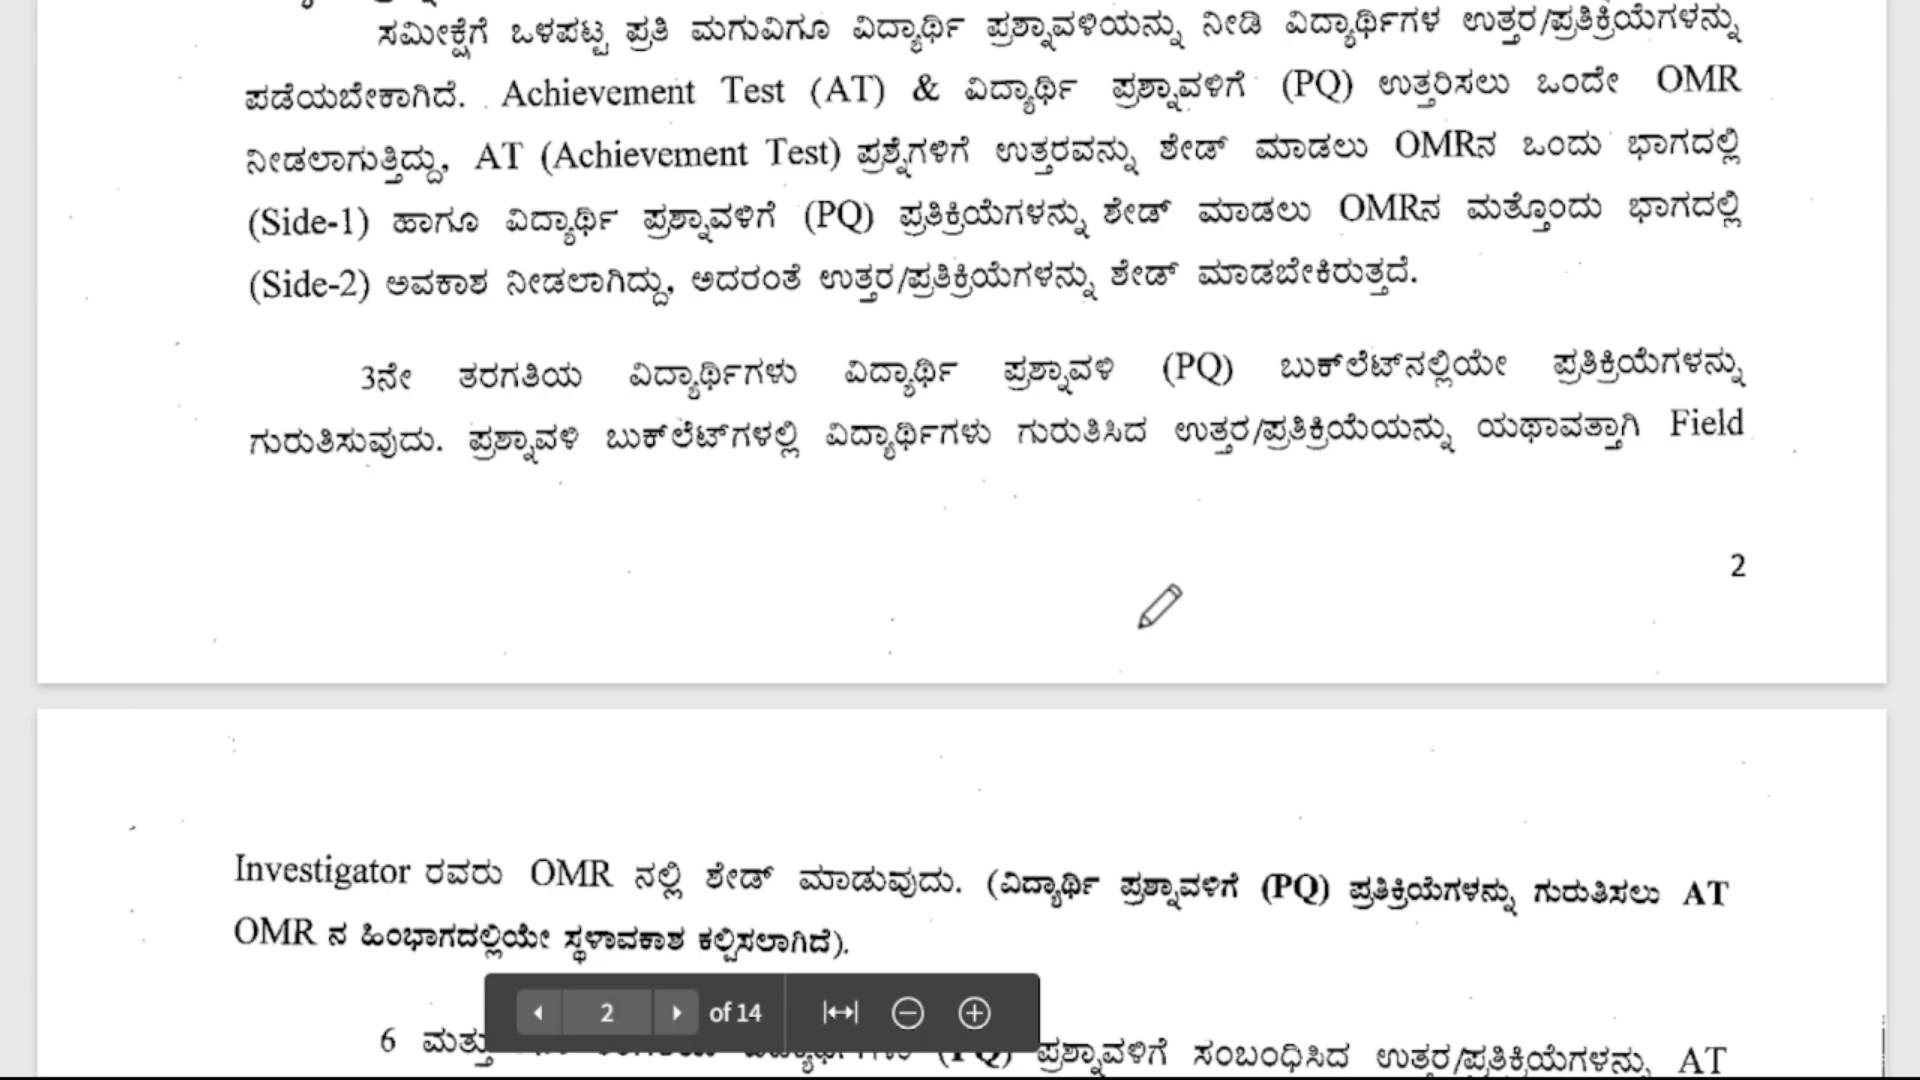 ಸಮೀಕ್ಷೆಗೆ ಒಳಪಟ್ಟ ಪ್ರತಿ ಮಗುವಿಗೂ ವಿದ್ಯಾರ್ಥಿ ಪ್ರಶ್ನಾವಳಿಯನ್ನು ನೀಡಿ ವಿದ್ಯಾರ್ಥಿಗಳ ಉತ್ತರ/ಪ್ರತಿಕ್ರಿಯೆಗಳನ್ನು
ಪಡೆಯಬೇಕಾಗಿದೆ. Achievement Test (AT) & ವಿದ್ಯಾರ್ಥಿ ಪ್ರಶ್ನಾವಳಿಗೆ (PQ) ಉತ್ತರಿಸಲು ಒಂದೇ OMR
ನೀಡಲಾಗುತ್ತಿದ್ದು, AT (Achievement Test) ಪ್ರಶ್ನೆಗಳಿಗೆ ಉತ್ತರವನ್ನು ಶೇಡ್ ಮಾಡಲು OMRನ ಒಂದು ಭಾಗದಲ್ಲಿ
(Side-1) ಹಾಗೂ ವಿದ್ಯಾರ್ಥಿ ಪ್ರಶ್ನಾವಳಿಗೆ (PQ) ಪ್ರತಿಕ್ರಿಯೆಗಳನ್ನು ಶೇಡ್ ಮಾಡಲು OMRನ ಮತ್ತೊಂದು ಭಾಗದಲ್ಲಿ
(Side-2) ಅವಕಾಶ ನೀಡಲಾಗಿದ್ದು, ಅದರಂತೆ ಉತ್ತರ/ಪ್ರತಿಕ್ರಿಯೆಗಳನ್ನು ಶೇಡ್ ಮಾಡಬೇಕಿರುತ್ತದೆ.
3ನೇ ತರಗತಿಯ ವಿದ್ಯಾರ್ಥಿಗಳು ವಿದ್ಯಾರ್ಥಿ ಪ್ರಶ್ನಾವಳಿ (PQ) ಬುಕ್‌ಲೆಟ್‌ನಲ್ಲಿಯೇ ಪ್ರತಿಕ್ರಿಯೆಗಳನ್ನು
ಗುರುತಿಸುವುದು. ಪ್ರಶ್ನಾವಳಿ ಬುಕ್‌ಲೆಟ್‌ಗಳಲ್ಲಿ ವಿದ್ಯಾರ್ಥಿಗಳು ಗುರುತಿಸಿದ ಉತ್ತರ/ಪ್ರತಿಕ್ರಿಯೆಯನ್ನು ಯಥಾವತ್ತಾಗಿ Field
2
Investigator ರವರು OMR ನಲ್ಲಿ ಶೇಡ್ ಮಾಡುವುದು. (ವಿದ್ಯಾರ್ಥಿ ಪ್ರಶ್ನಾವಳಿಗೆ (PQ) ಪ್ರತಿಕ್ರಿಯೆಗಳನ್ನು ಗುರುತಿಸಲು AT
OMR ನ ಹಿಂಭಾಗದಲ್ಲಿಯೇ ಸ್ಥಳಾವಕಾಶ ಕಲ್ಪಿಸಲಾಗಿದೆ).
2 of 14
6 ಮತ್ತು (PQ) ಪ್ರಶ್ನಾವಳಿಗೆ ಸಂಬಂಧಿಸಿದ ಉತ್ತರ/ಪ್ರತಿಕ್ರಿಯೆಗಳನ್ನು AT